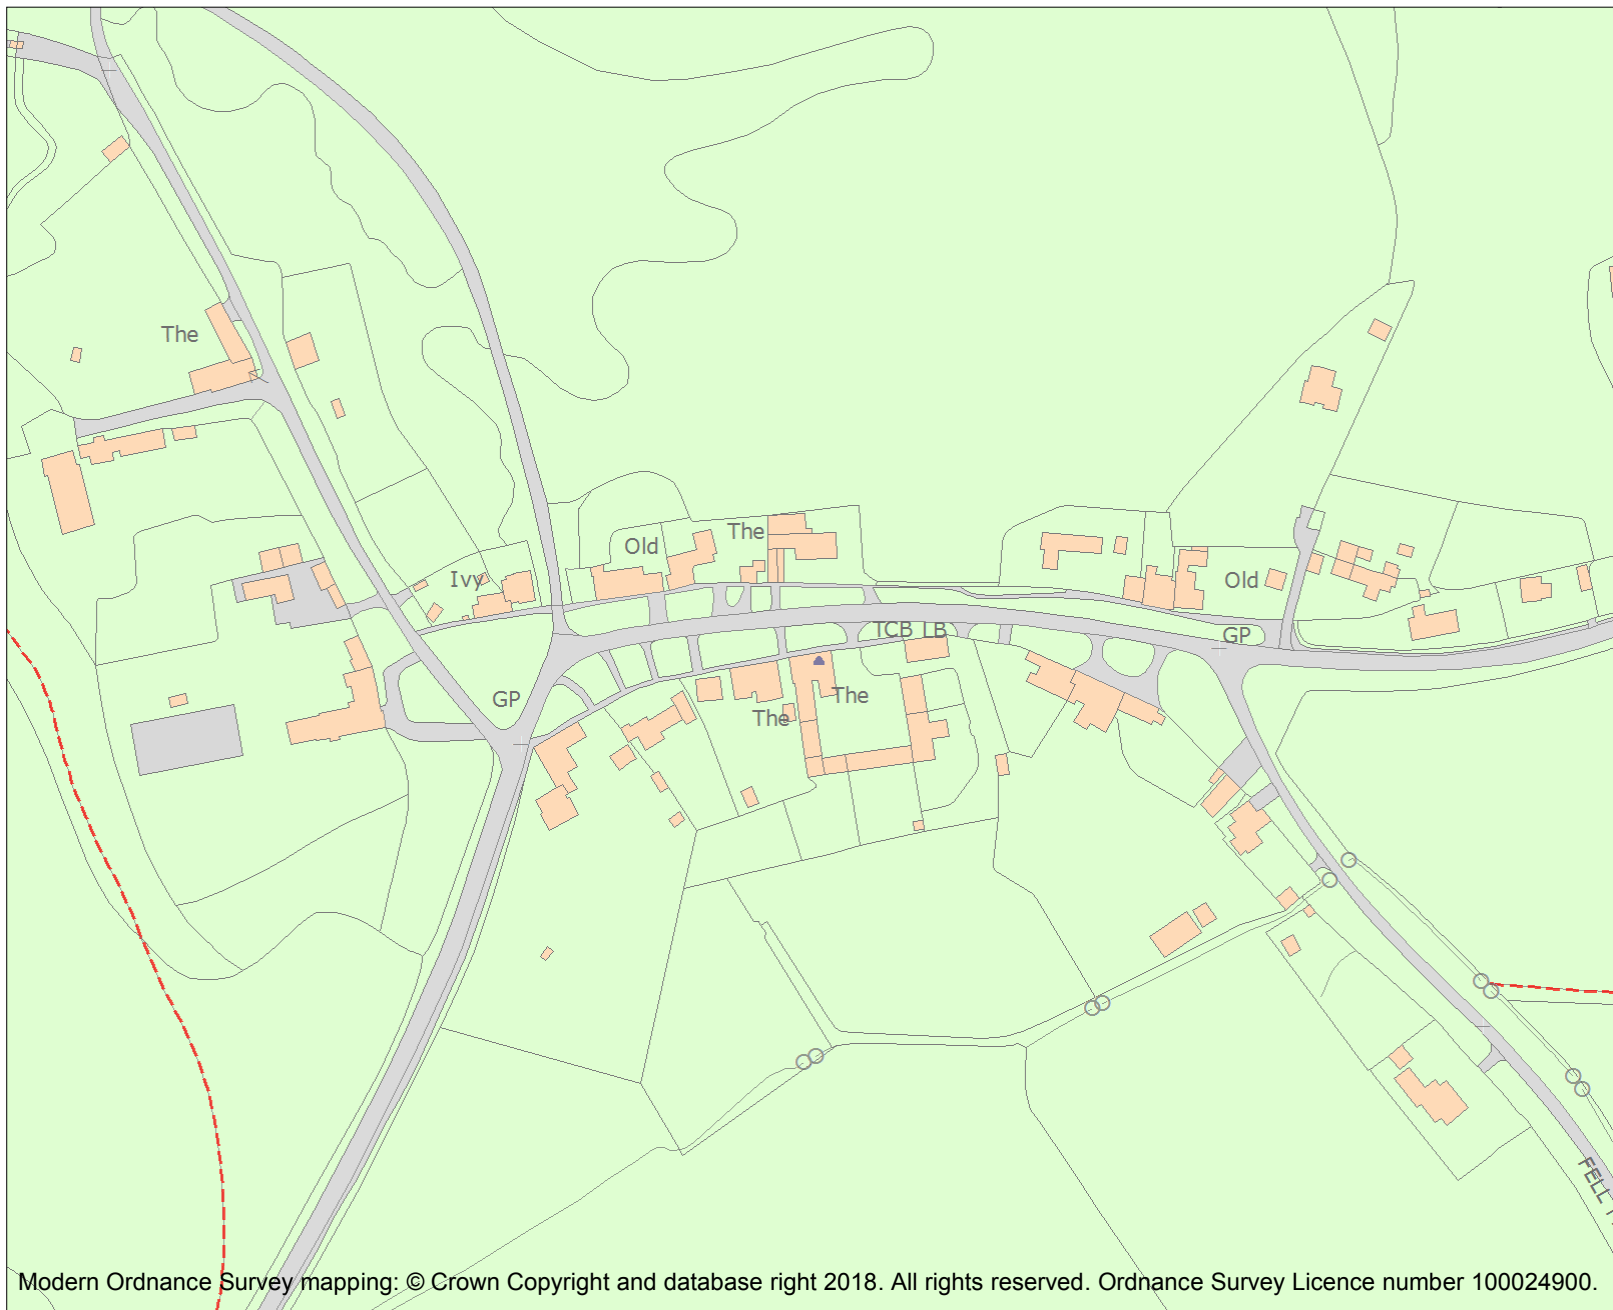 The
Old
The
Ivy
Old
TCB LB
GP
GP
The
The
FELL
Modern Ordnance Survey mapping: © Crown Copyright and database right 2018. All rights reserved. Ordnance Survey Licence number 100024900.